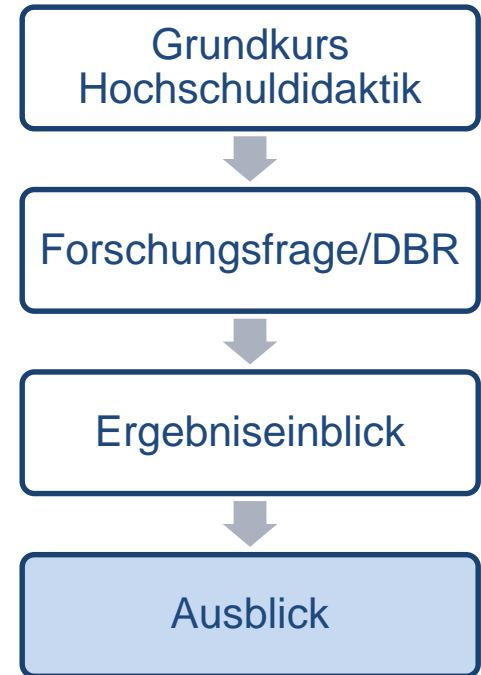 Grundkurs
Hochschuldidaktik
Forschungsfrage/DBR
Ergebniseinblick
Ausblick